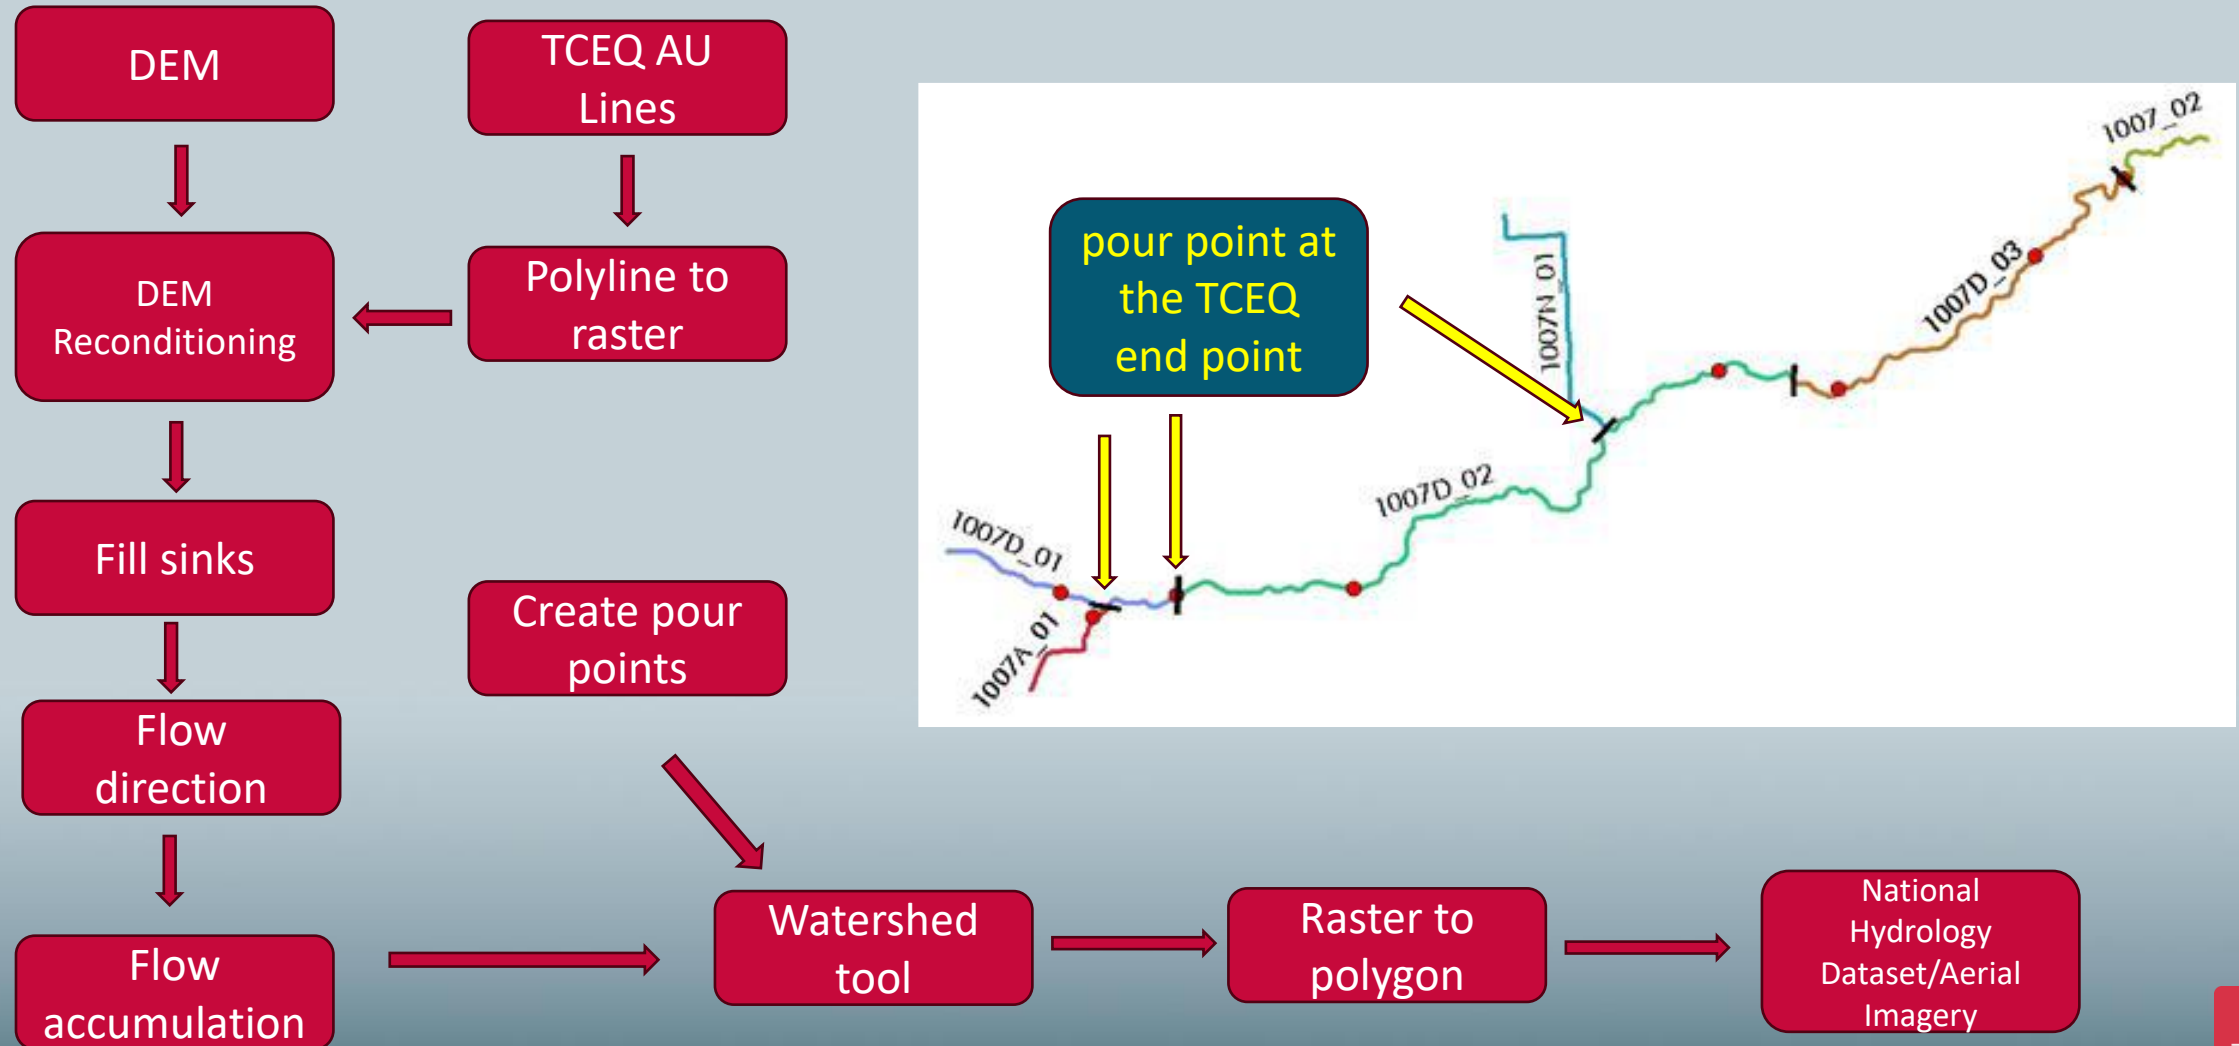 DEM
TCEQ AU
Lines
DEM
Reconditioning
Polyline to
raster
Fill sinks
Create pour
points
Flow
direction
Flow
accumulation
Watershed
tool
Raster to
polygon
National
Hydrology
Dataset/Aerial
Imagery
pour point at
the TCEQ
end point
1007_02
1007N_01
1007D_03
1007D_02
1007D_01
1007A_01